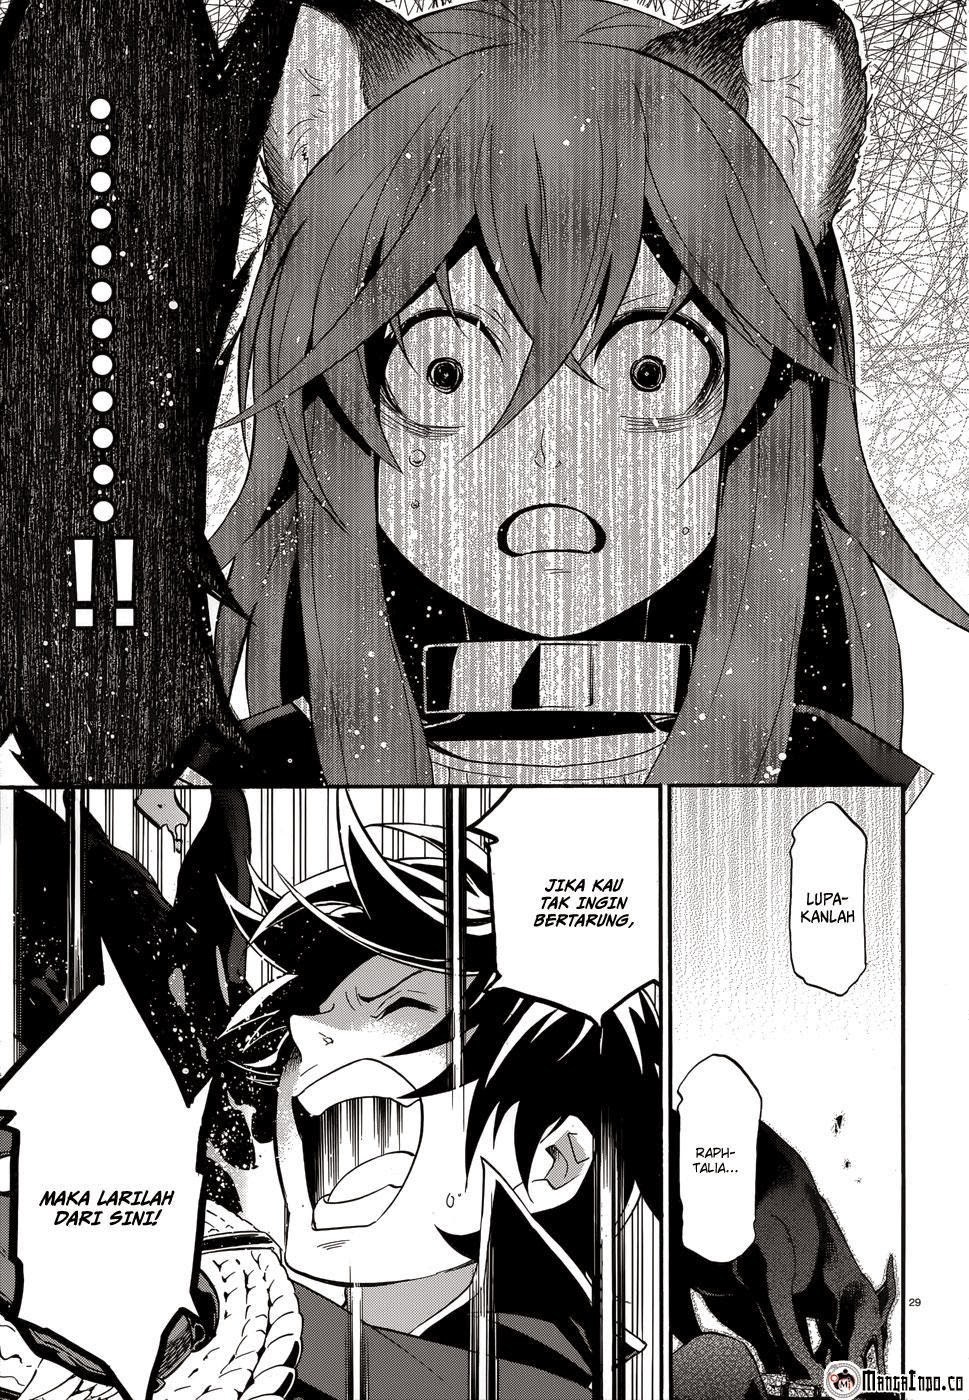 ..............!!
LUPA-
KANLAH
RAPH-
TALIA...
JIKA KAU
TAK INGIN
BERTARUNG,
MAKA LARILAH
DARI SINI!
29
MANGAINDO.CO